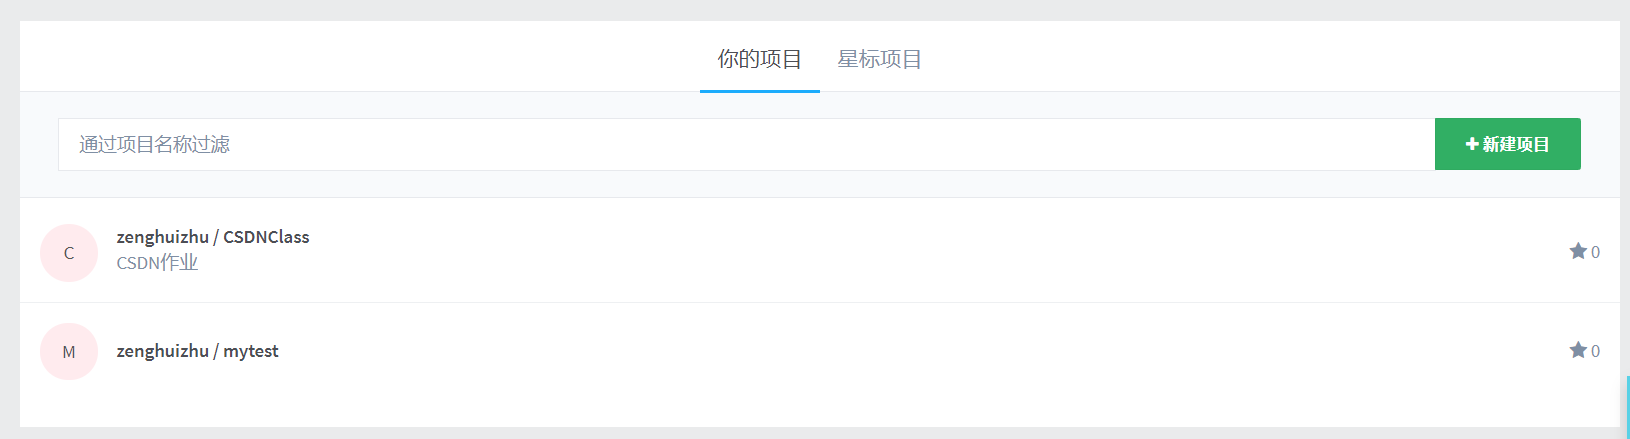 你的项目 星标项目
通过项目名称过滤 新建项目
C
zenghuizhu / CSDNClass
CSDN作业
0
M
zenghuizhu / mytest
0